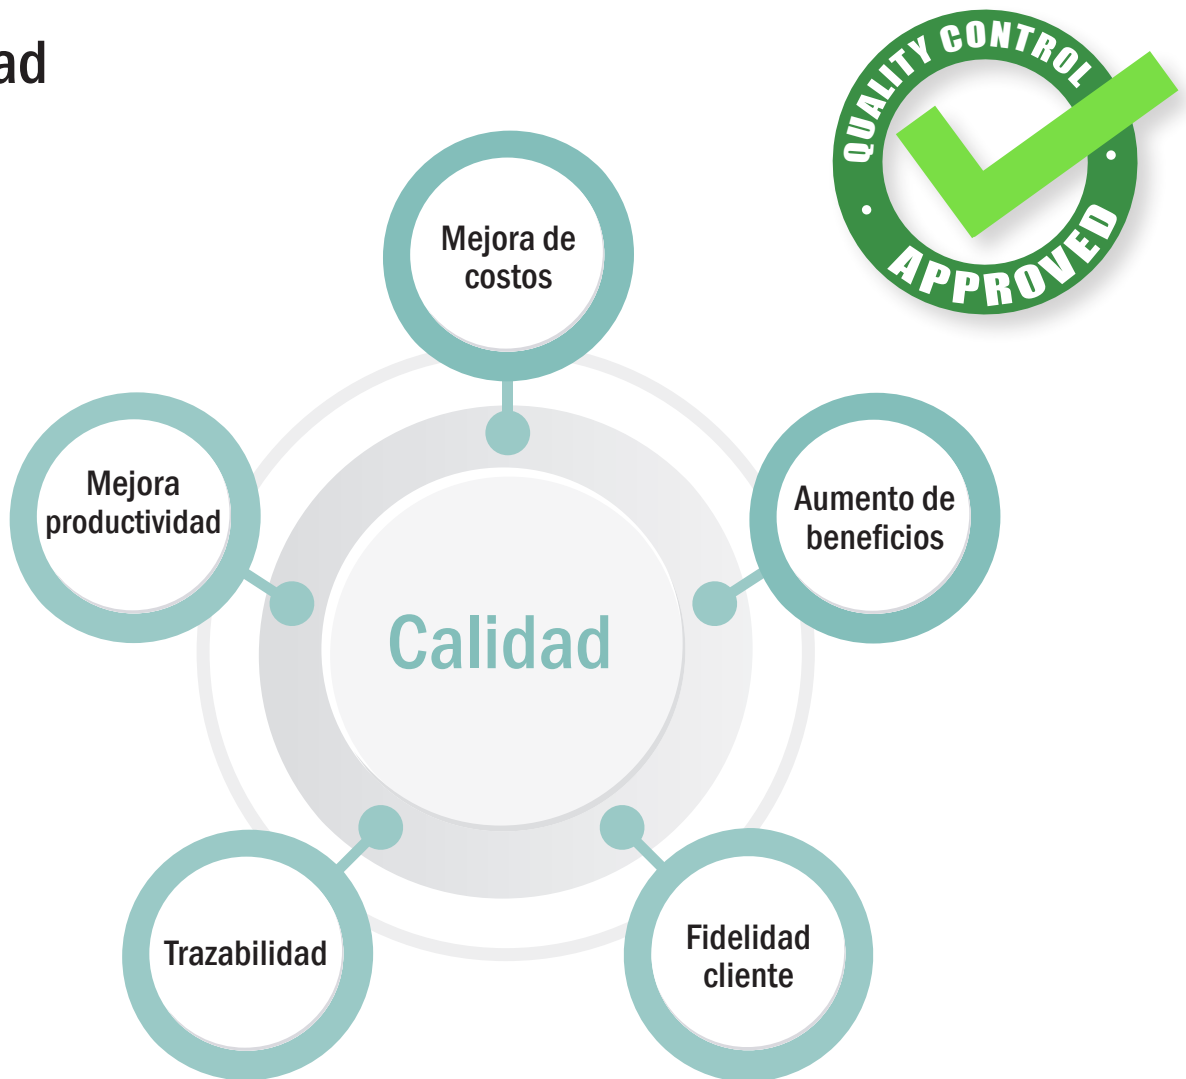 ad
QUALITY CONTROL
APPROVED
Mejora de
costos
Mejora
productividad
Aumento de
beneficios
Calidad
Trazabilidad
Fidelidad
cliente